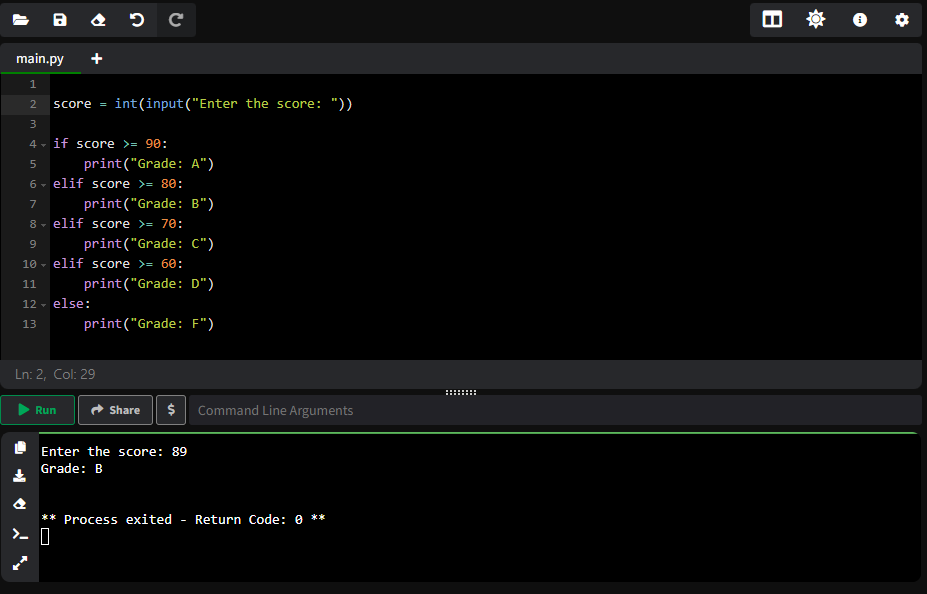 main.py
1
2 score = int(input("Enter the score: "))
3
4 if score >= 90:
5     print("Grade: A")
6 elif score >= 80:
7     print("Grade: B")
8 elif score >= 70:
9     print("Grade: C")
10 elif score >= 60:
11     print("Grade: D")
12 else:
13     print("Grade: F")
Ln: 2, Col: 29
Run Share $ Command Line Arguments
Enter the score: 89
Grade: B
** Process exited - Return Code: 0 **